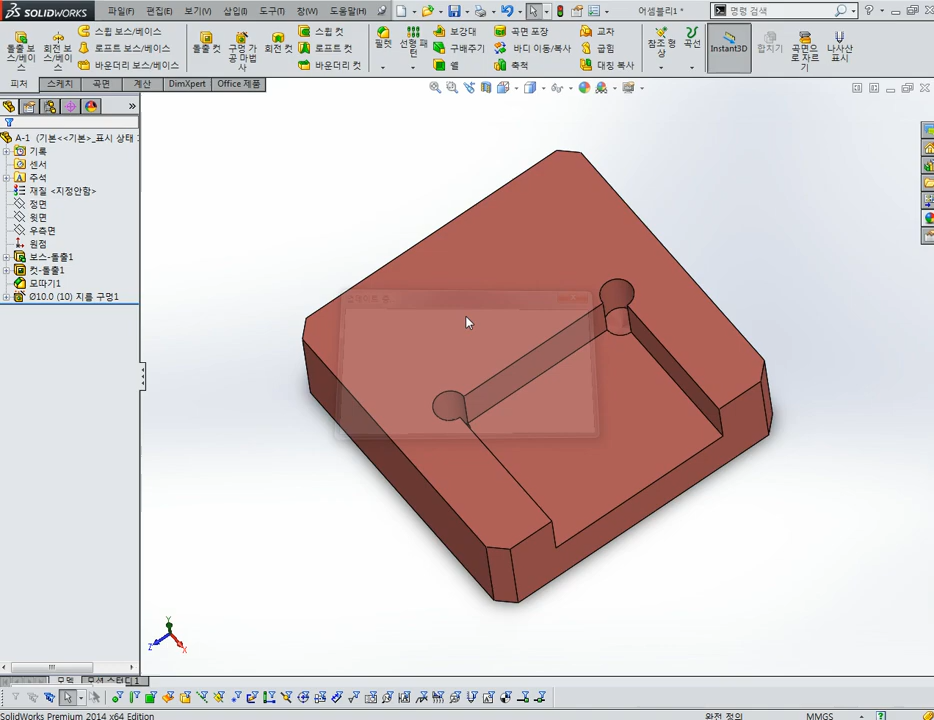 SOLIDWORKS 파일(F) 편집(E) 보기(V) 삽입(I) 도구(T) 창(W) 도움말(H) 어셈블리1 * 명령 검색
돌출 보스/베이스
회전 보스/베이스
스윕 보스/베이스
로프트 보스/베이스
바운더리 보스/베이스
돌출 컷
구멍 가공 마법사
회전 컷
스윕 컷
로프트 컷
바운더리 컷
필렛
선형 패턴
보강대
구배주기
쉘
곡면 포장
바디 이동/복사
축척
교차
굽힘
대칭 복사
참조 형상
곡선
Instant3D
합치기
곡면으로 자르기
나사산 표시
피처 스케치 곡면 계산 DimXpert Office 제품
A-1 (기본<<기본>_표시 상태
기록
센서
주석
재질 <지정안함>
정면
윗면
우측면
원점
보스-돌출1
컷-돌출1
모따기1
Ø10.0 (10) 지름 구멍1
Y
Z
X
모델 모션 스터디 1
SolidWorks Premium 2014 x64 Edition 완전 정의 MMGS